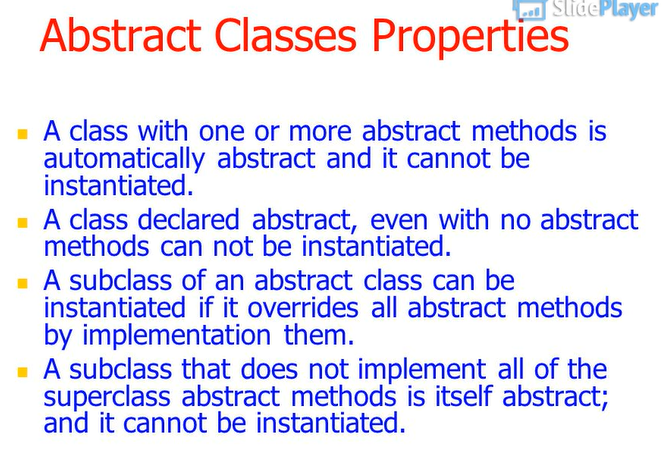 SlidePlayer
Abstract Classes Properties
A class with one or more abstract methods is
automatically abstract and it cannot be
instantiated.
A class declared abstract, even with no abstract
methods can not be instantiated.
A subclass of an abstract class can be
instantiated if it overrides all abstract methods
by implementation them.
A subclass that does not implement all of the
superclass abstract methods is itself abstract;
and it cannot be instantiated.